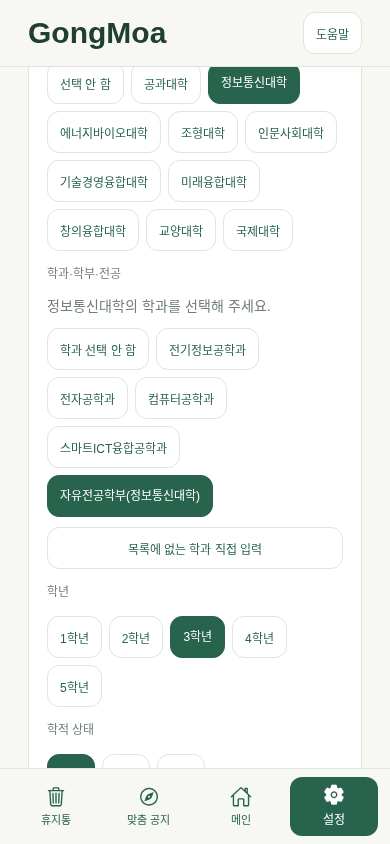 GongMoa
도움말
선택 안 함
공과대학
정보통신대학
에너지바이오대학
조형대학
인문사회대학
기술경영융합대학
미래융합대학
창의융합대학
교양대학
국제대학
학과·학부·전공
정보통신대학의 학과를 선택해 주세요.
학과 선택 안 함
전기정보공학과
전자공학과
컴퓨터공학과
스마트ICT융합공학과
자유전공학부(정보통신대학)
목록에 없는 학과 직접 입력
학년
1학년
2학년
3학년
4학년
5학년
학적 상태
휴지통
맞춤 공지
메인
설정